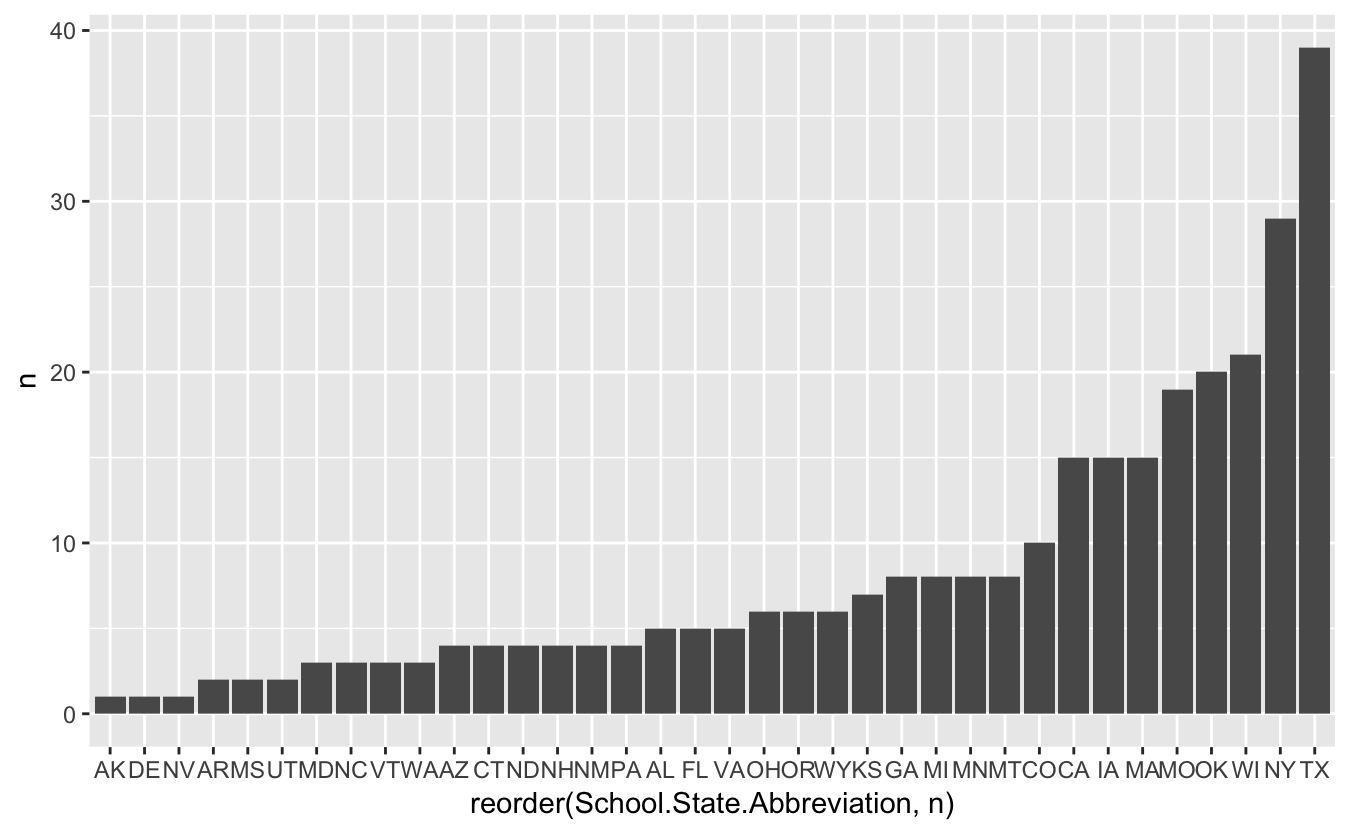 40
30
20
10
0
n
AK DE NV AR MS UT MD NC VT WA AZ CT ND NH NM PA AL FL VA OH OR WY KS GA MI MN MT CO CA IA MA MO OK WI NY TX
reorder(School.State.Abbreviation, n)